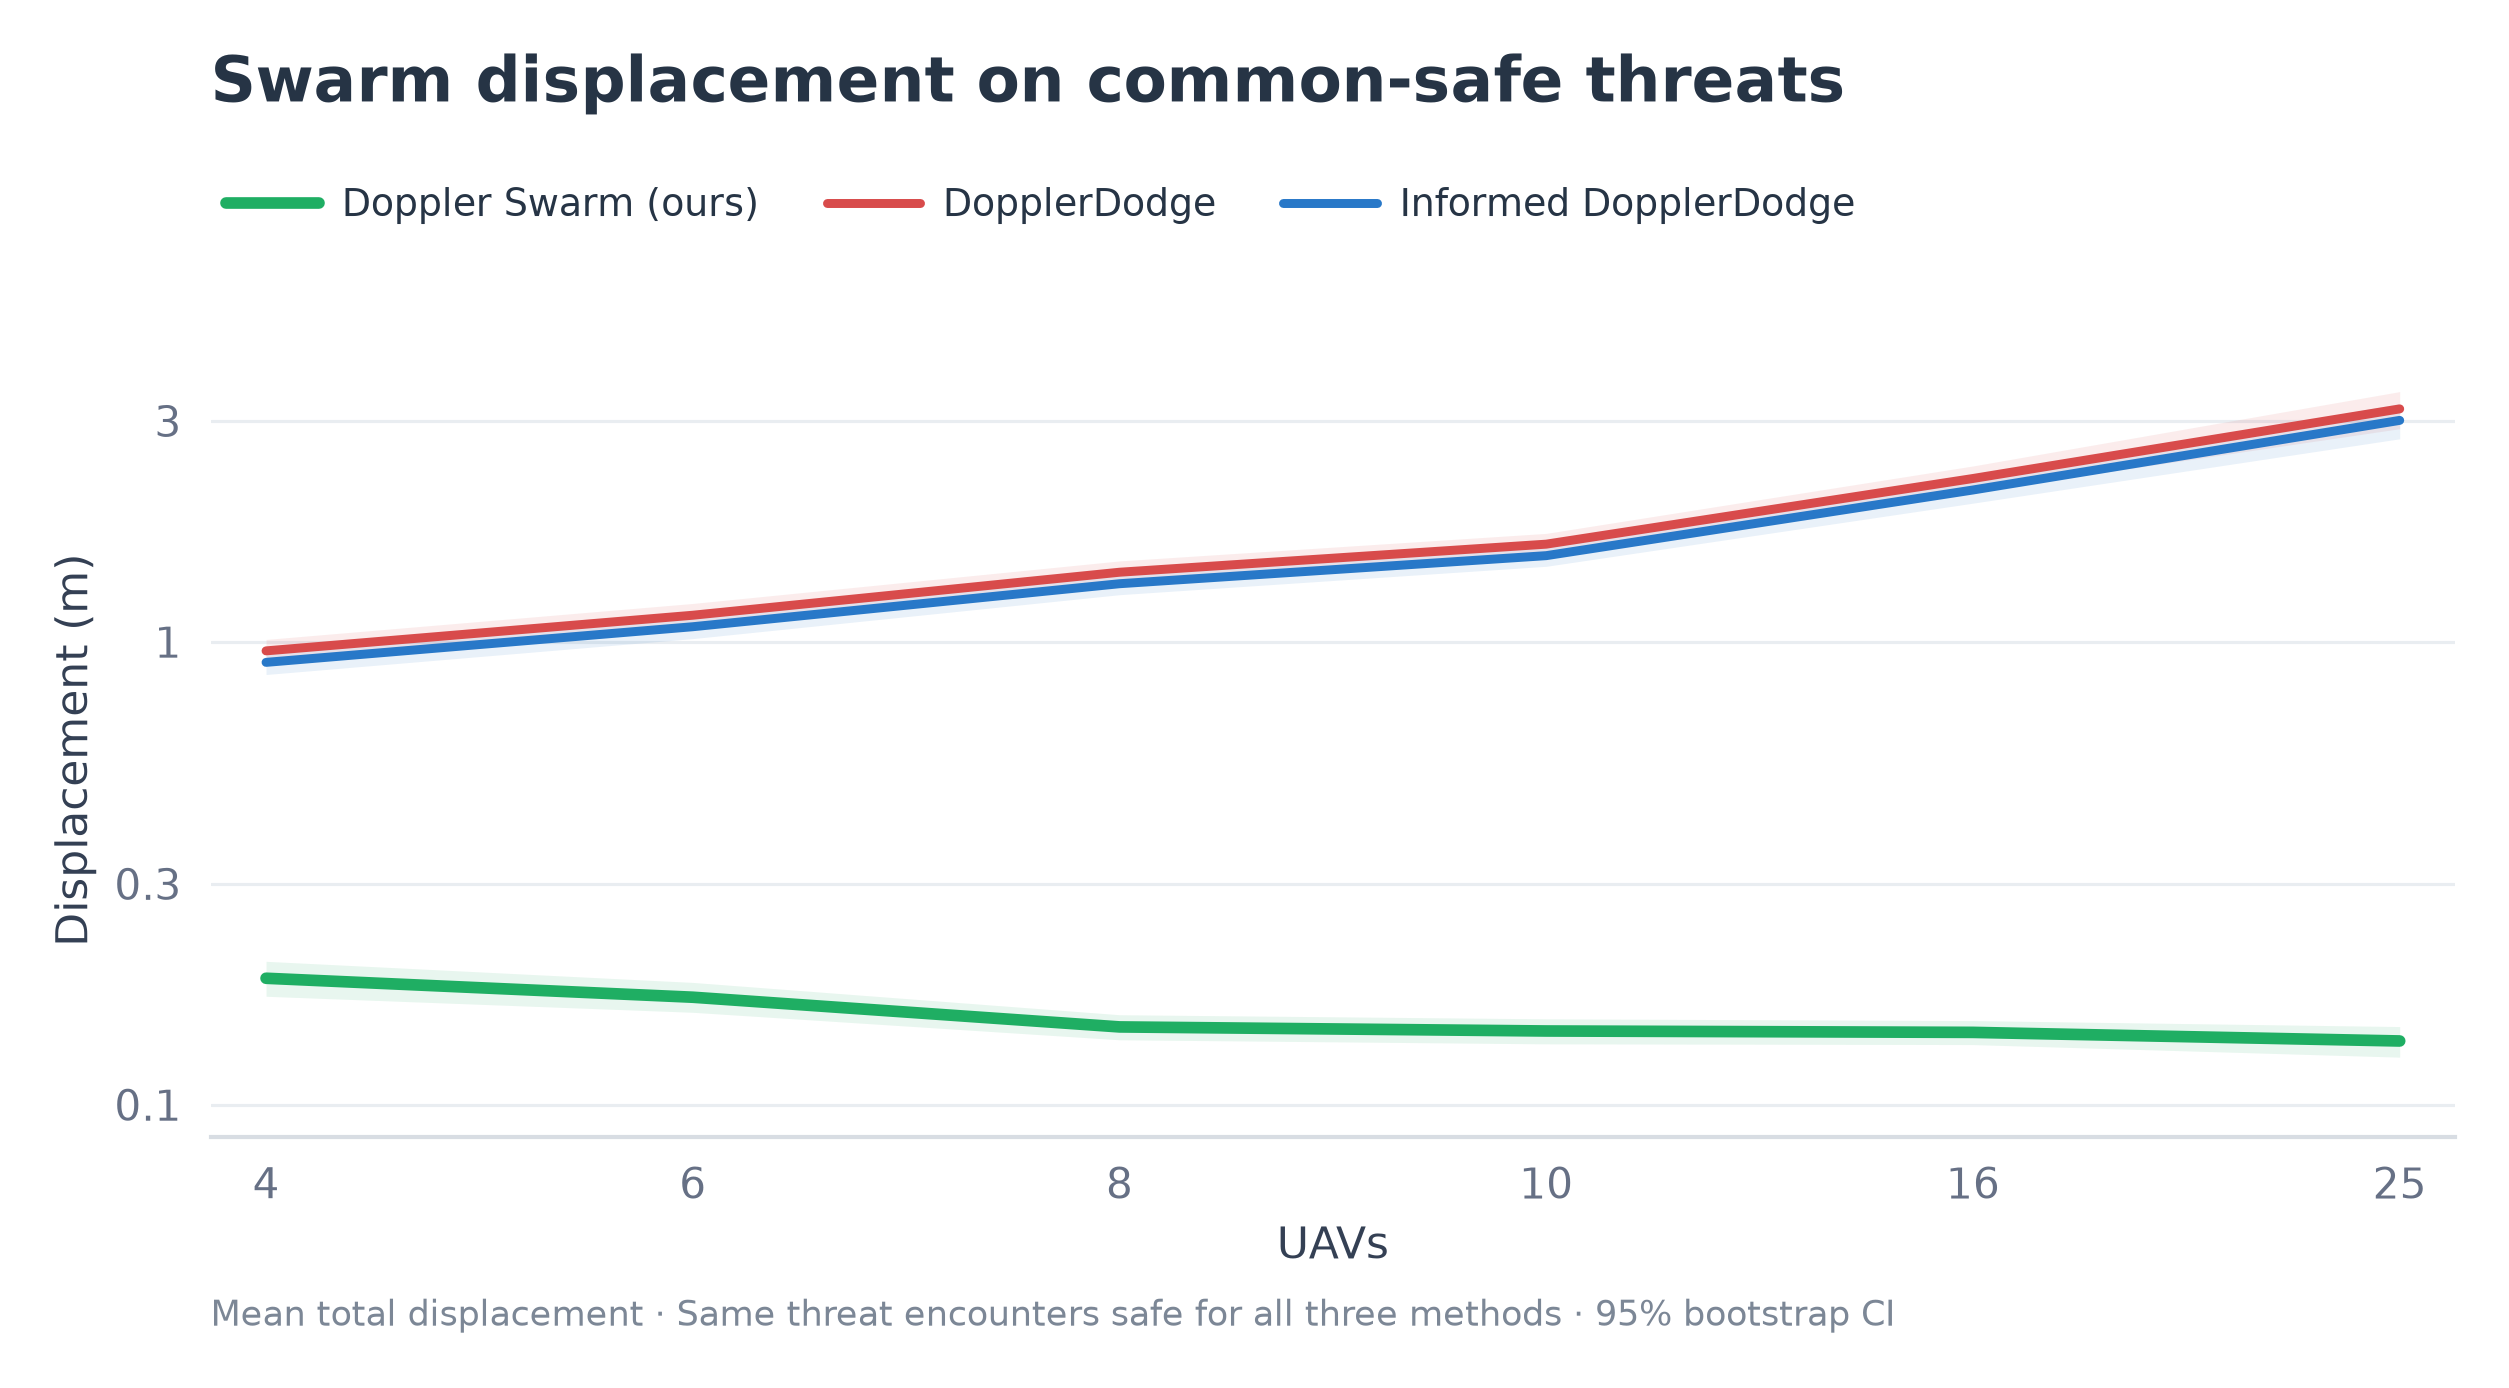 Swarm displacement on common-safe threats
Doppler Swarm (ours) DopplerDodge Informed DopplerDodge
3
1
0.3
0.1
Displacement (m)
4 6 8 10 16 25
UAVs
Mean total displacement · Same threat encounters safe for all three methods · 95% bootstrap CI